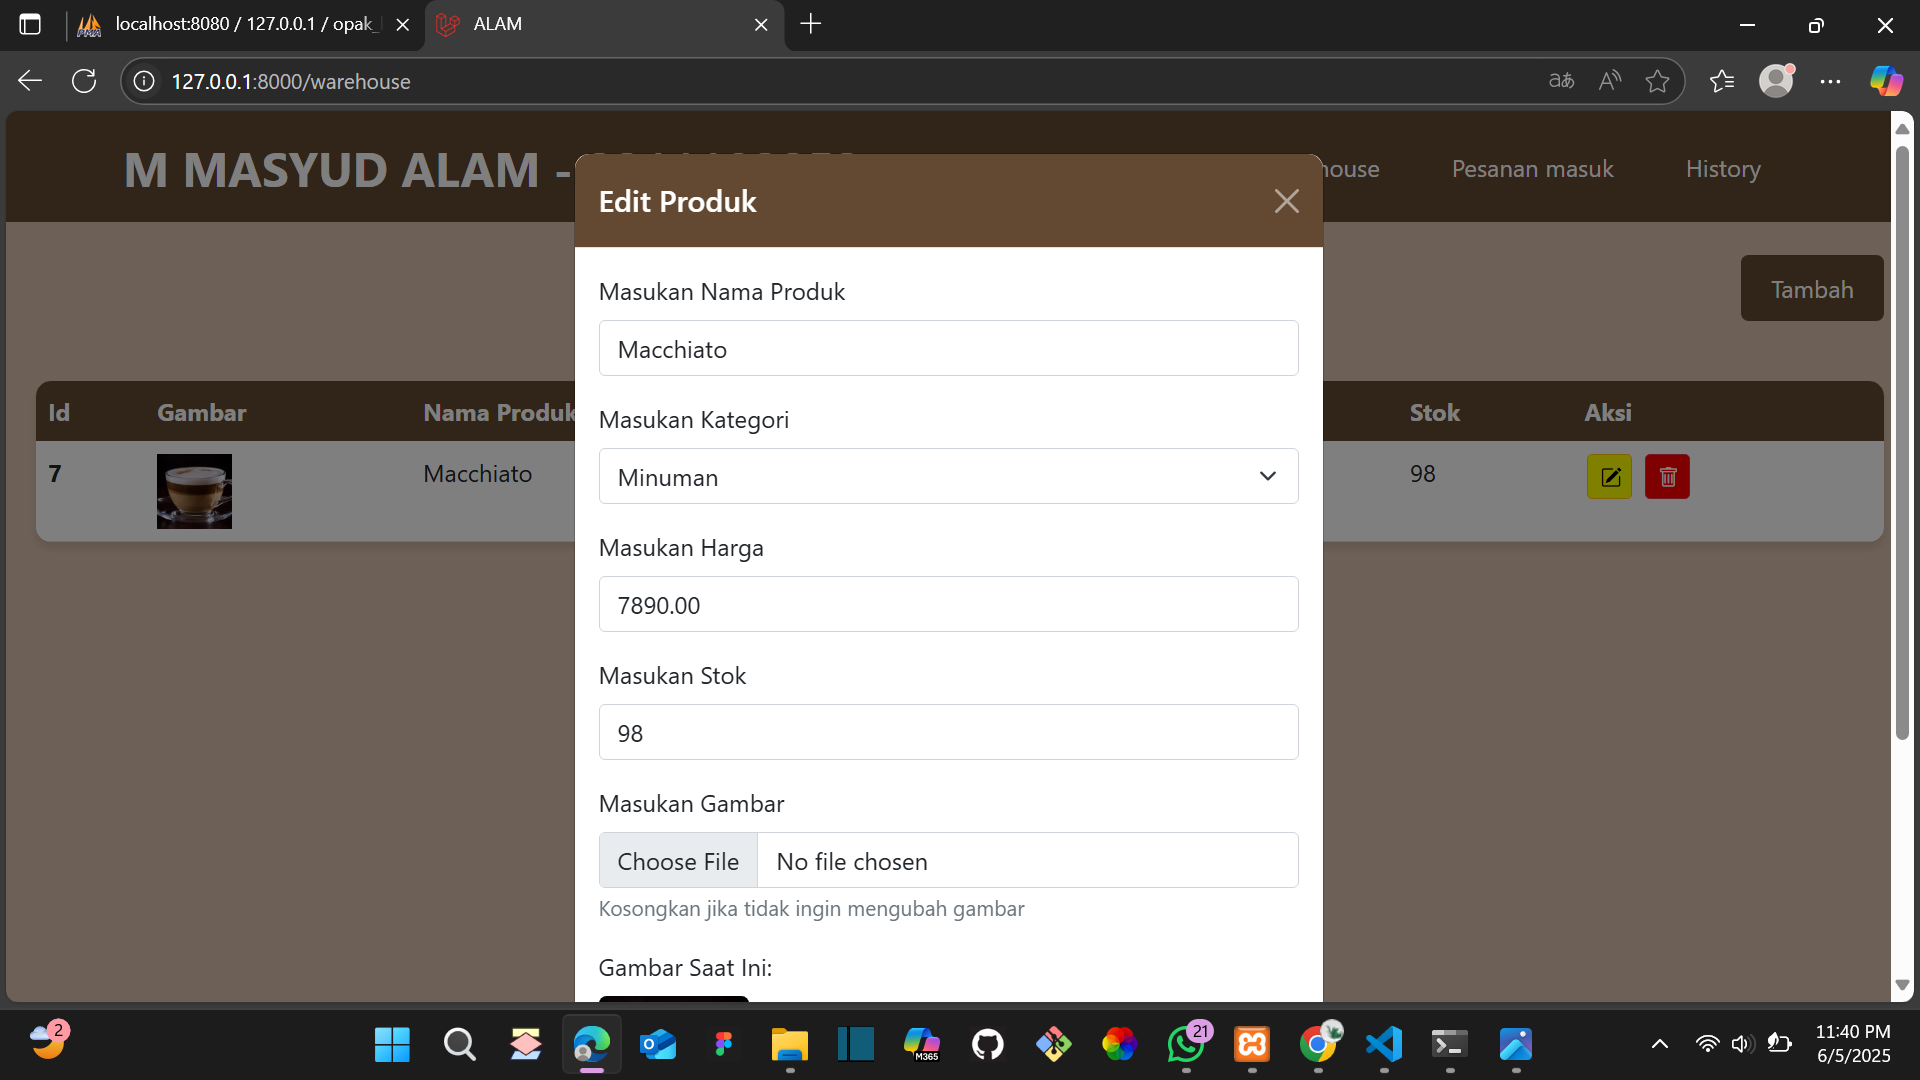 localhost:8080 / 127.0.0.1 / opak_
ALAM
127.0.0.1:8000/warehouse
M MASYUD ALAM -
Pesanan masuk
History
Edit Produk
Tambah
Masukan Nama Produk
Macchiato
Masukan Kategori
Minuman
Id
Gambar
Nama Produk
Stok
Aksi
7
Macchiato
98
Masukan Harga
7890.00
Masukan Stok
98
Masukan Gambar
Choose File
No file chosen
Kosongkan jika tidak ingin mengubah gambar
Gambar Saat Ini:
2
M365
21
11:40 PM
6/5/2025